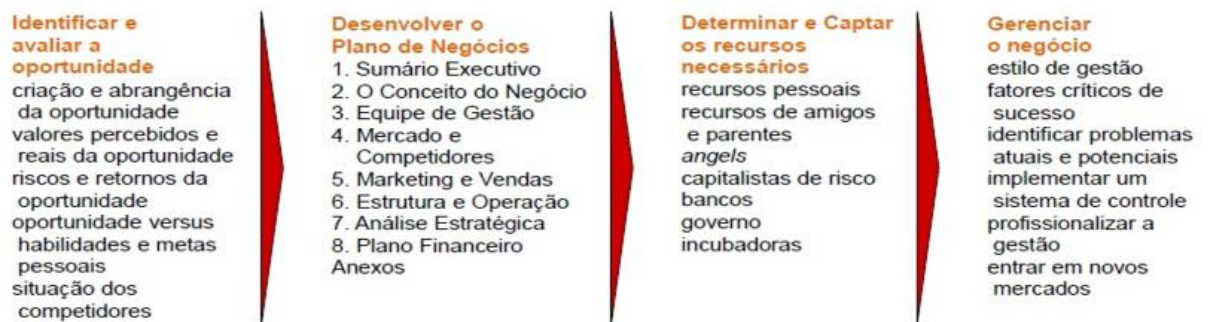 Identificar e
avaliar a
oportunidade
criação e abrangência
da oportunidade
valores percebidos e
reais da oportunidade
riscos e retornos da
oportunidade
oportunidade versus
habilidades e metas
pessoais
situação dos
competidores
Desenvolver o
Plano de Negócios
1. Sumário Executivo
2. O Conceito do Negócio
3. Equipe de Gestão
4. Mercado e
Competidores
5. Marketing e Vendas
6. Estrutura e Operação
7. Análise Estratégica
8. Plano Financeiro
Anexos
Determinar e Captar
os recursos
necessários
recursos pessoais
recursos de amigos
e parentes
angels
capitalistas de risco
bancos
governo
incubadoras
Gerenciar
o negócio
estilo de gestão
fatores críticos de
sucesso
identificar problemas
atuais e potenciais
implementar um
sistema de controle
profissionalizar a
gestão
entrar em novos
mercados